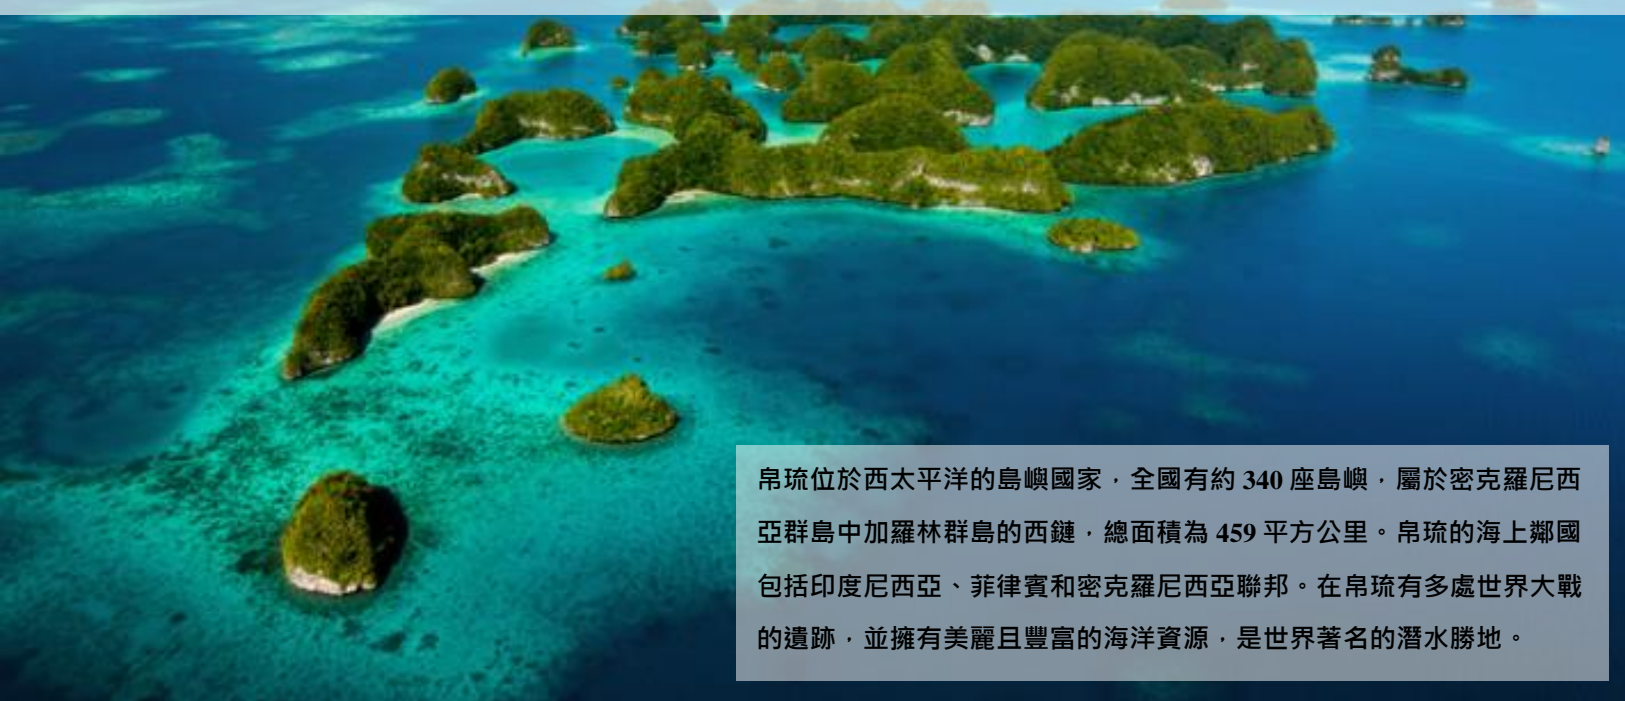 帛琉位於西太平洋的島嶼國家，全國有約 340 座島嶼，屬於密克羅尼西
亞群島中加羅林群島的西鏈，總面積為 459 平方公里。帛琉的海上鄰國
包括印度尼西亞、菲律賓和密克羅尼西亞聯邦。在帛琉有多處世界大戰
的遺跡，並擁有美麗且豐富的海洋資源，是世界著名的潛水勝地。